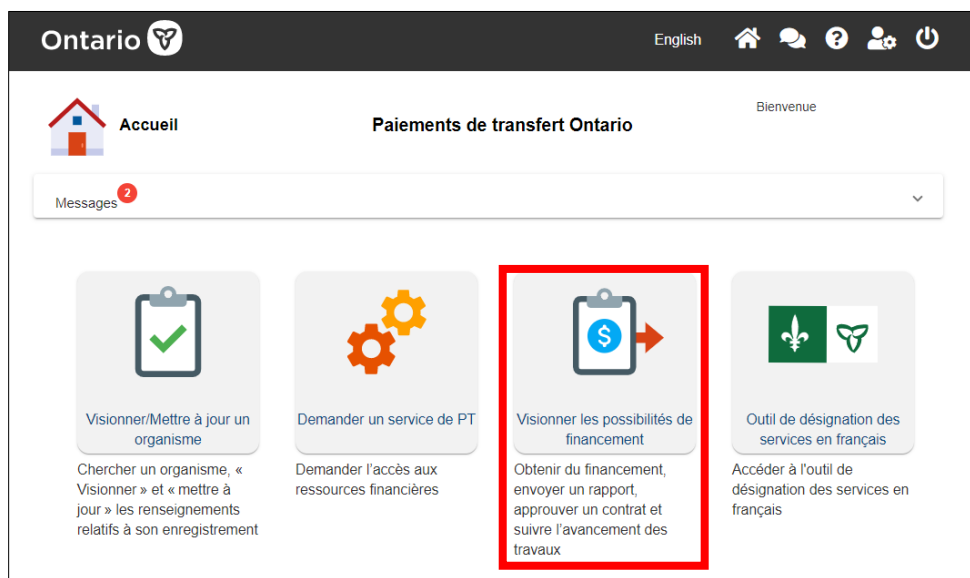 Ontario
English
Accueil
Paiements de transfert Ontario
Bienvenue
Messages 2
Visionner/Mettre à jour un
organisme
Chercher un organisme, «
Visionner » et « mettre à
jour » les renseignements
relatifs à son enregistrement
Demander un service de PT
Demander l'accès aux
ressources financières
$
Visionner les possibilités de
financement
Obtenir du financement,
envoyer un rapport,
approuver un contrat et
suivre l'avancement des
travaux
Outil de désignation des
services en français
Accéder à l'outil de
désignation des services en
français